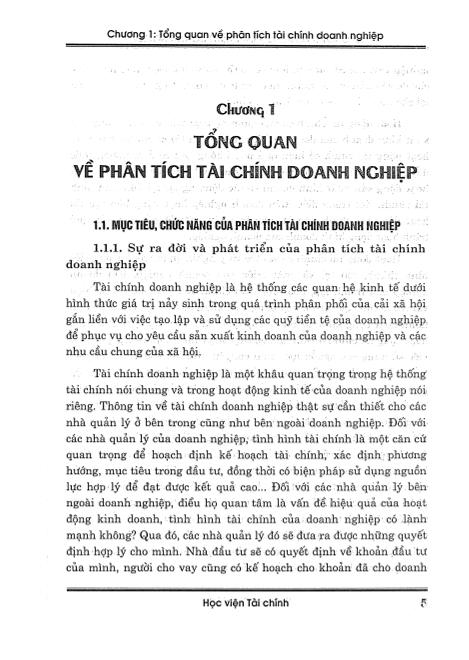 Chương 1: Tổng quan về phân tích tài chính doanh nghiệp
Chương 1
TỔNG QUAN
VỀ PHÂN TÍCH TÀI CHÍNH DOANH NGHIỆP
1.1. MỤC TIÊU, CHỨC NĂNG CỦA PHÂN TÍCH TÀI CHÍNH DOANH NGHIỆP
1.1.1. Sự ra đời và phát triển của phân tích tài chính
doanh nghiệp
Tài chính doanh nghiệp là hệ thống các quan hệ kinh tế dưới
hình thức giá trị nảy sinh trong quá trình phân phối của cải xã hội
gắn liền với việc tạo lập và sử dụng các quỹ tiền tệ của doanh nghiệp
để phục vụ cho yêu cầu sản xuất kinh doanh của doanh nghiệp và các
nhu cầu chung của xã hội.
Tài chính doanh nghiệp là một khâu quan trọng trong hệ thống
tài chính nói chung và trong hoạt động kinh tế của doanh nghiệp nói
riêng. Thông tin về tài chính doanh nghiệp thật sự cần thiết cho các
nhà quản lý ở bên trong cũng như bên ngoài doanh nghiệp. Đối với
các nhà quản lý của doanh nghiệp, tình hình tài chính là một căn cứ
quan trọng để hoạch định kế hoạch tài chính, xác định phương
hướng, mục tiêu trong đầu tư, đồng thời có biện pháp sử dụng nguồn
lực hợp lý để đạt được kết quả cao... Đối với các nhà quản lý bên
ngoài doanh nghiệp, điều họ quan tâm là vấn đề hiệu quả của hoạt
động kinh doanh, tình hình tài chính của doanh nghiệp có lành
mạnh không? Qua đó, các nhà quản lý đó sẽ đưa ra được những quyết
định hợp lý cho mình. Nhà đầu tư sẽ có quyết định về khoản đầu tư
của mình, người cho vay cũng có kế hoạch cho khoản đã cho doanh
Học viện Tài chính
5